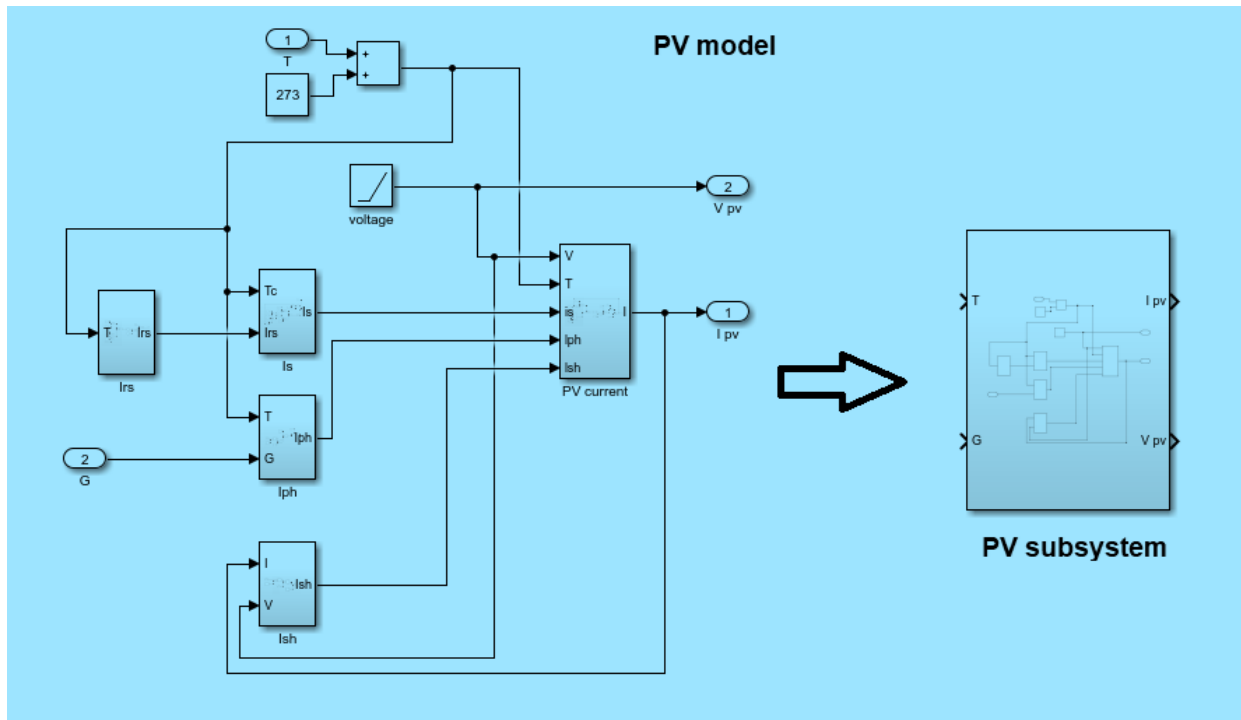 PV model
1
T
+
+
273
voltage
2
V pv
V
T
is
I
Iph
Ish
PV current
1
I pv
Tc
Is
Irs
Is
T
Irs
Irs
T
Iph
G
Iph
2
G
I
Ish
V
Ish
T
I pv
G
V pv
PV subsystem